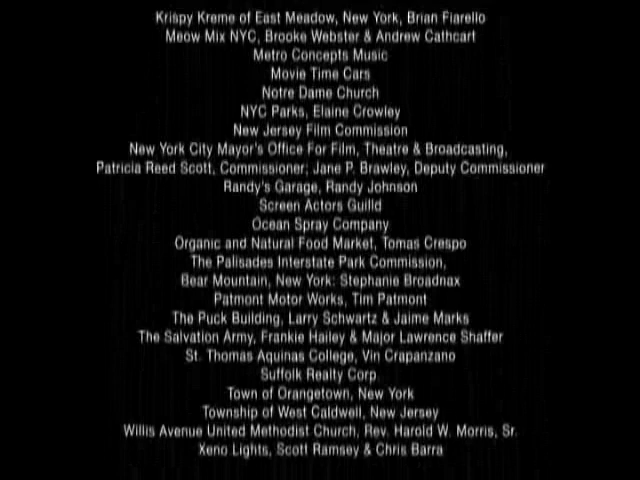 Krispy Kreme of East Meadow, New York, Brian Fiarello
Meow Mix NYC, Brooke Webster & Andrew Cathcart
Metro Concepts Music
Movie Time Cars
Notre Dame Church
NYC Parks, Elaine Crowley
New Jersey Film Commission
New York City Mayor's Office For Film, Theatre & Broadcasting,
Patricia Reed Scott, Commissioner; Jane P. Brawley, Deputy Commissioner
Randy's Garage, Randy Johnson
Screen Actors Guilld
Ocean Spray Company
Organic and Natural Food Market, Tomas Crespo
The Palisades Interstate Park Commission,
Bear Mountain, New York: Stephanie Broadnax
Patmont Motor Works, Tim Patmont
The Puck Building, Larry Schwartz & Jaime Marks
The Salvation Army, Frankie Hailey & Major Lawrence Shaffer
St. Thomas Aquinas College, Vin Crapanzano
Suffolk Realty Corp.
Town of Orangetown, New York
Township of West Caldwell, New Jersey
Willis Avenue United Methodist Church, Rev. Harold W. Morris, Sr.
Xeno Lights, Scott Ramsey & Chris Barra